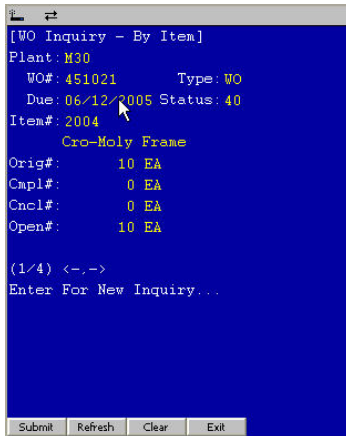 [WO Inquiry - By Item]
Plant: M30
WO#: 451021 Type: WO
Due: 06/12/2005 Status: 40
Item#: 2004
Cro-Moly Frame
Orig#: 10 EA
Cmpl#: 0 EA
Cncl#: 0 EA
Open#: 10 EA
(1/4) <-,->
Enter For New Inquiry...
Submit Refresh Clear Exit